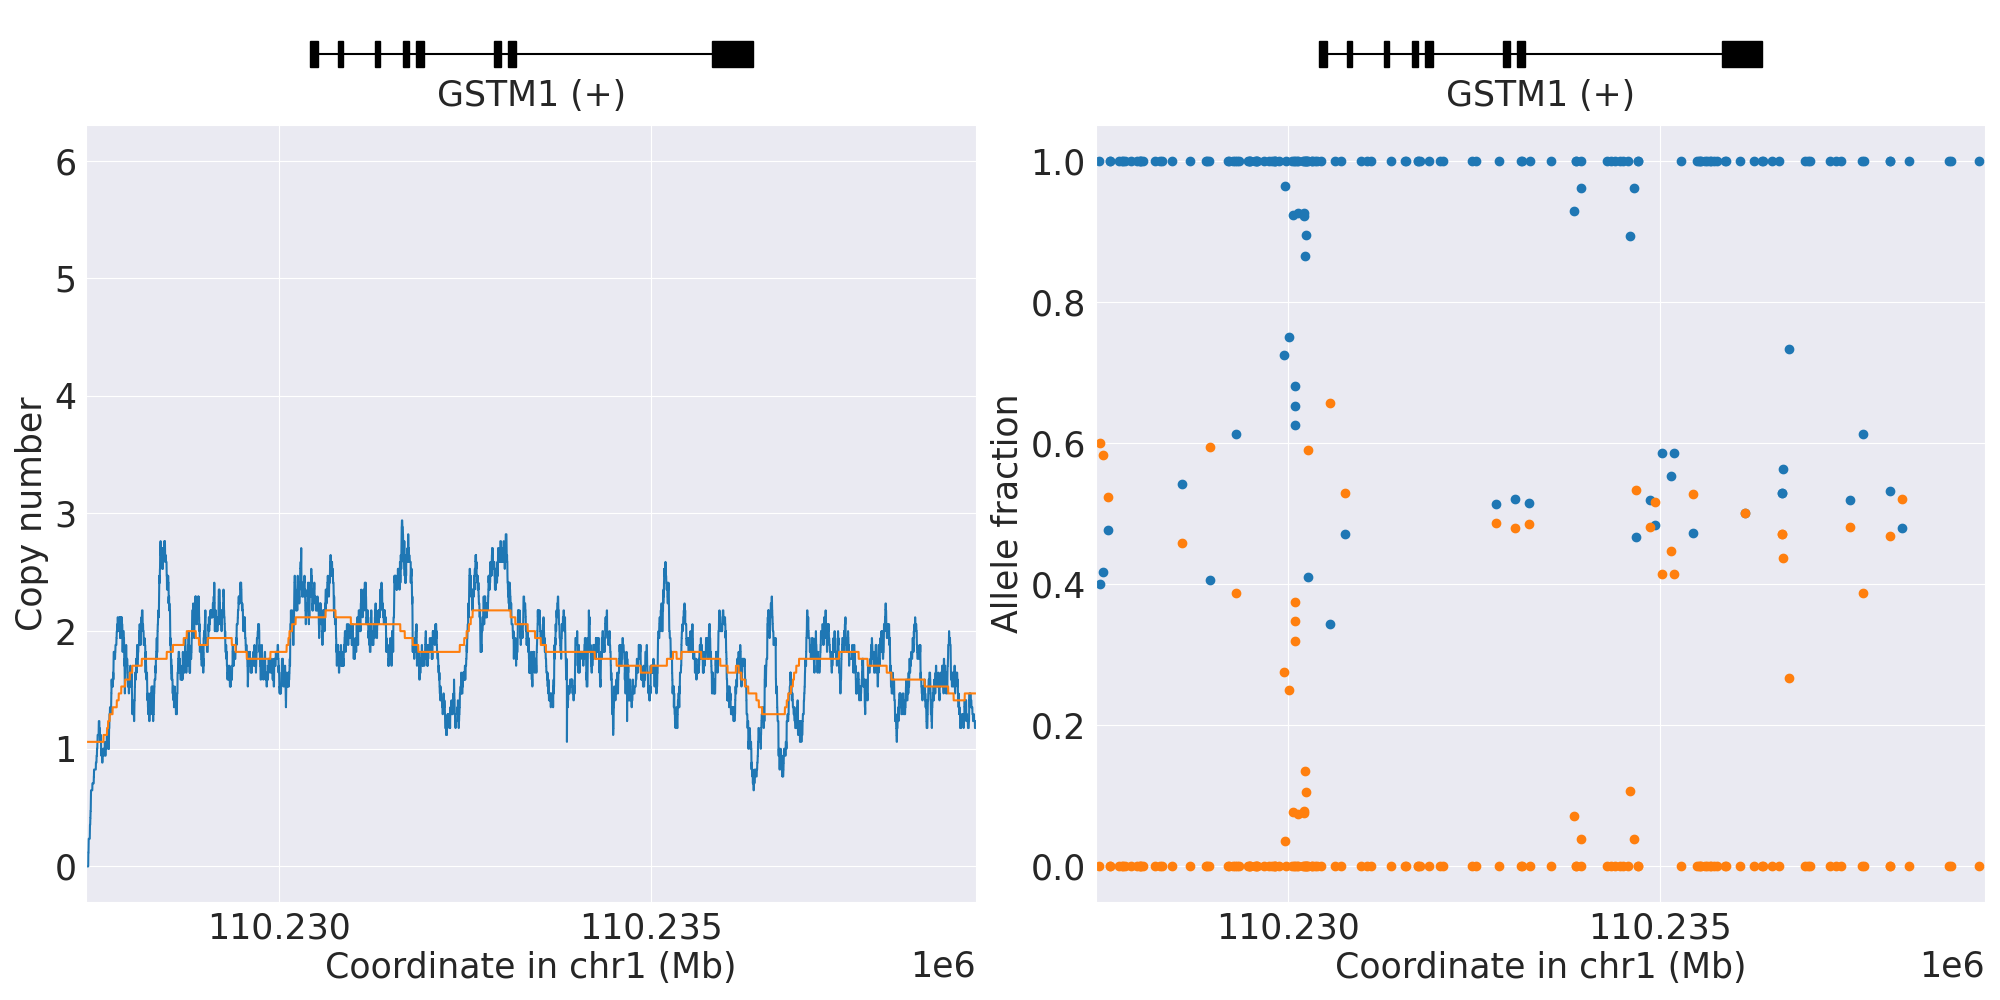 GSTM1 (+)
GSTM1 (+)
Copy number
6
5
4
3
2
1
0
110.230
110.235
Coordinate in chr1 (Mb)
1e6
Allele fraction
1.0
0.8
0.6
0.4
0.2
0.0
110.230
110.235
Coordinate in chr1 (Mb)
1e6